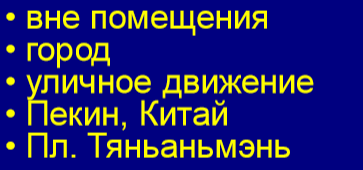 • вне помещения
• город
• уличное движение
• Пекин, Китай
• Пл. Тяньаньмэнь